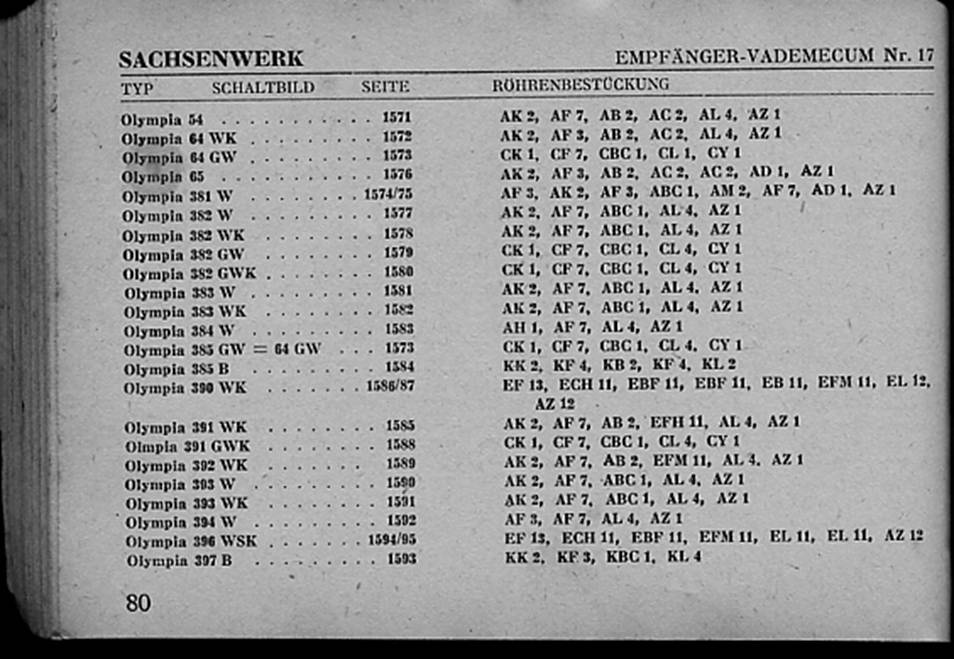 SACHSENWERK EMPFÄNGER-VADEMECUM Nr. 17
TYP SCHALTBILD SEITE RÖHRENBESTÜCKUNG
Olympia 54 . . . . . . . . . . . 1571 AK 2, AF 7, AB 2, AC 2, AL 4, AZ 1
Olympia 64 WK . . . . . . . . . 1572 AK 2, AF 3, AB 2, AC 2, AL 4, AZ 1
Olympia 64 GW . . . . . . . . . 1573 CK 1, CF 7, CBC 1, CL 1, CY 1
Olympia 65 . . . . . . . . . . . 1576 AK 2, AF 3, AB 2, AC 2, AC 2, AD 1, AZ 1
Olympia 381 W . . . . . . . . . 1574/75 AF 3, AK 2, AF 3, ABC 1, AM 2, AF 7, AD 1, AZ 1
Olympia 382 W . . . . . . . . . 1577 AK 2, AF 7, ABC 1, AL 4, AZ 1
Olympia 382 WK . . . . . . . . 1578 AK 2, AF 7, ABC 1, AL 4, AZ 1
Olympia 382 GW . . . . . . . . 1579 CK 1, CF 7, CBC 1, CL 4, CY 1
Olympia 382 GWK . . . . . . . . 1580 CK 1, CF 7, CBC 1, CL 4, CY 1
Olympia 383 W . . . . . . . . . 1581 AK 2, AF 7, ABC 1, AL 4, AZ 1
Olympia 383 WK . . . . . . . . 1582 AK 2, AF 7, ABC 1, AL 4, AZ 1
Olympia 384 W . . . . . . . . . 1583 AH 1, AF 7, AL 4, AZ 1
Olympia 385 GW = 64 GW . . . 1573 CK 1, CF 7, CBC 1, CL 4, CY 1
Olympia 385 B . . . . . . . . . 1584 KK 2, KF 4, KB 2, KF 4, KL 2
Olympia 390 WK . . . . . . . 1586/87 EF 13, ECH 11, EBF 11, EBF 11, EB 11, EFM 11, EL 12,
AZ 12
Olympia 391 WK . . . . . . . . 1585 AK 2, AF 7, AB 2, EFH 11, AL 4, AZ 1
Olmpia 391 GWK . . . . . . . . 1588 CK 1, CF 7, CBC 1, CL 4, CY 1
Olympia 392 WK . . . . . . . . 1589 AK 2, AF 7, AB 2, EFM 11, AL 4, AZ 1
Olympia 393 W . . . . . . . . . 1590 AK 2, AF 7, ABC 1, AL 4, AZ 1
Olympia 393 WK . . . . . . . . 1591 AK 2, AF 7, ABC 1, AL 4, AZ 1
Olympia 394 W . . . . . . . . . 1592 AF 3, AF 7, AL 4, AZ 1
Olympia 396 WSK . . . . . . . 1594/95 EF 13, ECH 11, EBF 11, EFM 11, EL 11, EL 11, AZ 12
Olympia 397 B . . . . . . . . . 1593 KK 2, KF 3, KBC 1, KL 4
80